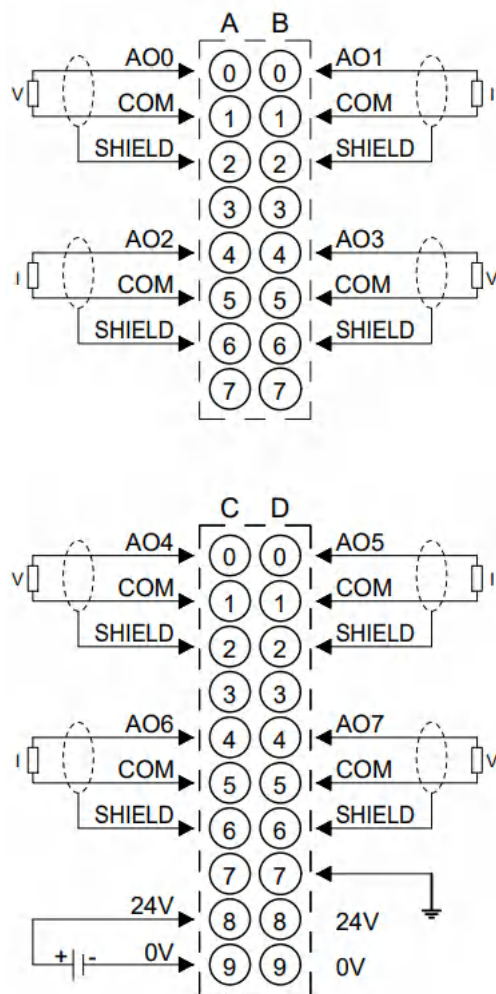 A B
AO0 0 0 AO1
V COM 1 1 COM I
SHIELD 2 2 SHIELD
3 3
AO2 4 4 AO3
I COM 5 5 COM V
SHIELD 6 6 SHIELD
7 7
C D
AO4 0 0 AO5
V COM 1 1 COM I
SHIELD 2 2 SHIELD
3 3
AO6 4 4 AO7
I COM 5 5 COM V
SHIELD 6 6 SHIELD
7 7
24V 8 8 24V
+ - 0V 9 9 0V